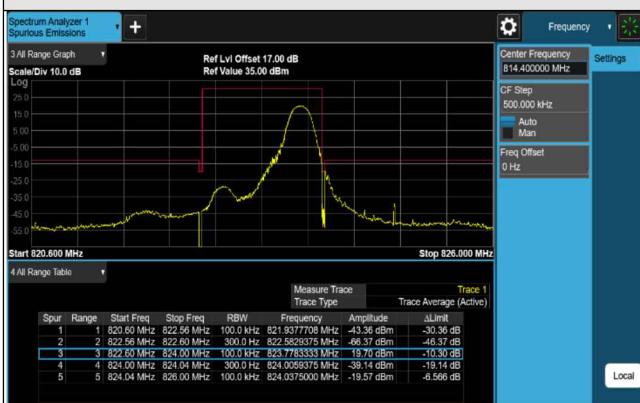 Spectrum Analyzer 1
Spurious Emissions
+
Frequency
3 All Range Graph
Scale/Div 10.0 dB
Ref Lvl Offset 17.00 dB
Ref Value 35.00 dBm
Log
25.0
15.0
5.00
-5.00
-15.0
-25.0
-35.0
-45.0
-55.0
Start 820.600 MHz
Stop 826.000 MHz
4 All Range Table
Measure Trace Trace 1
Trace Type Trace Average (Active)
Spur Range Start Freq Stop Freq RBW Frequency Amplitude ΔLimit
1 1 820.60 MHz 822.56 MHz 100.0 kHz 821.9377708 MHz -43.36 dBm -30.36 dB
2 2 822.56 MHz 822.60 MHz 300.0 Hz 822.5829375 MHz -66.37 dBm -46.37 dB
3 3 822.60 MHz 824.00 MHz 100.0 kHz 823.7783333 MHz 19.70 dBm -10.30 dB
4 4 824.00 MHz 824.04 MHz 300.0 Hz 824.0059375 MHz -39.14 dBm -19.14 dB
5 5 824.04 MHz 826.00 MHz 100.0 kHz 824.0375000 MHz -19.57 dBm -6.566 dB
Center Frequency
814.400000 MHz
Settings
CF Step
500.000 kHz
Auto
Man
Freq Offset
0 Hz
Local